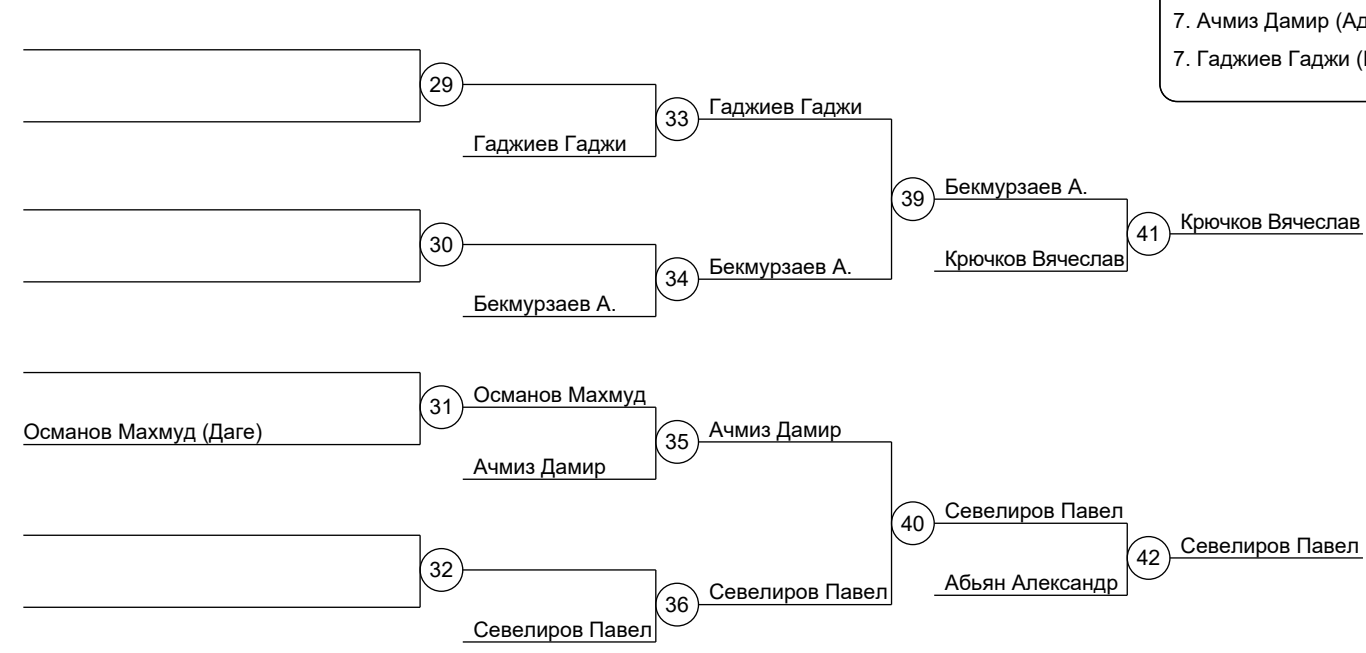 7. Ачмиз Дамир (Ад
7. Гаджиев Гаджи (
29
33
Гаджиев Гаджи
Гаджиев Гаджи
39
Бекмурзаев А.
30
34
Бекмурзаев А.
41
Крючков Вячеслав
Крючков Вячеслав
Бекмурзаев А.
31
Османов Махмуд
Османов Махмуд (Даге)
35
Ачмиз Дамир
Ачмиз Дамир
40
Севелиров Павел
32
36
Севелиров Павел
42
Севелиров Павел
Абьян Александр
Севелиров Павел